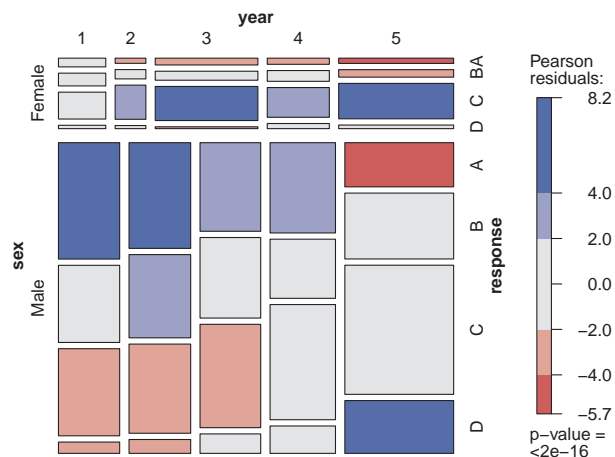 year
1 2 3 4 5
sex
Female
Male
A
B
C
D
A
B
C
D
response
Pearson
residuals:
8.2
4.0
2.0
0.0
−2.0
−4.0
−5.7
p−value =
<2e−16